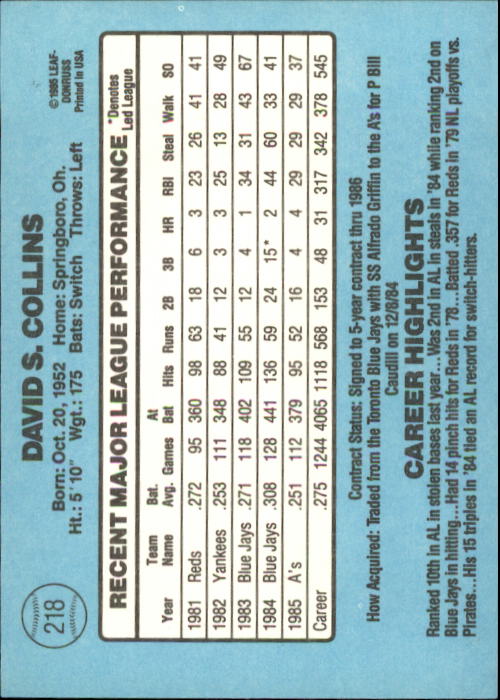 218
DAVID S. COLLINS
©1985 LEAF-
DONRUSS
Printed in USA
Born: Oct. 20, 1952 Home: Springboro, Oh.
Ht.: 5'10" Wgt.: 175 Bats: Switch Throws: Left
RECENT MAJOR LEAGUE PERFORMANCE *Denotes Led League
Year Team Name Bat. Avg. Games At Bat Hits Runs 2B 3B HR RBI Steal Walk SO
1981 Reds .272 95 360 98 63 18 6 3 23 26 41 41
1982 Yankees .253 111 348 88 41 12 3 3 25 13 28 49
1983 Blue Jays .271 118 402 109 55 12 4 1 34 31 43 67
1984 Blue Jays .308 128 441 136 59 24 15* 2 44 60 33 41
1985 A's .251 112 379 95 52 16 4 4 29 29 29 37
Career .275 1244 4065 1118 568 153 48 31 317 342 378 545
Contract Status: Signed to 5-year contract thru 1986
How Acquired: Traded from the Toronto Blue Jays with SS Alfrado Griffin to the A's for P Bill
Caudill on 12/8/84
CAREER HIGHLIGHTS
Ranked 10th in AL in stolen bases last year...Was 2nd in AL in steals in '84 while ranking 2nd on
Blue Jays in hitting...Had 14 pinch hits for Reds in '78...Batted .357 for Reds in '79 NL playoffs vs.
Pirates...His 15 triples in '84 tied an AL record for switch-hitters.